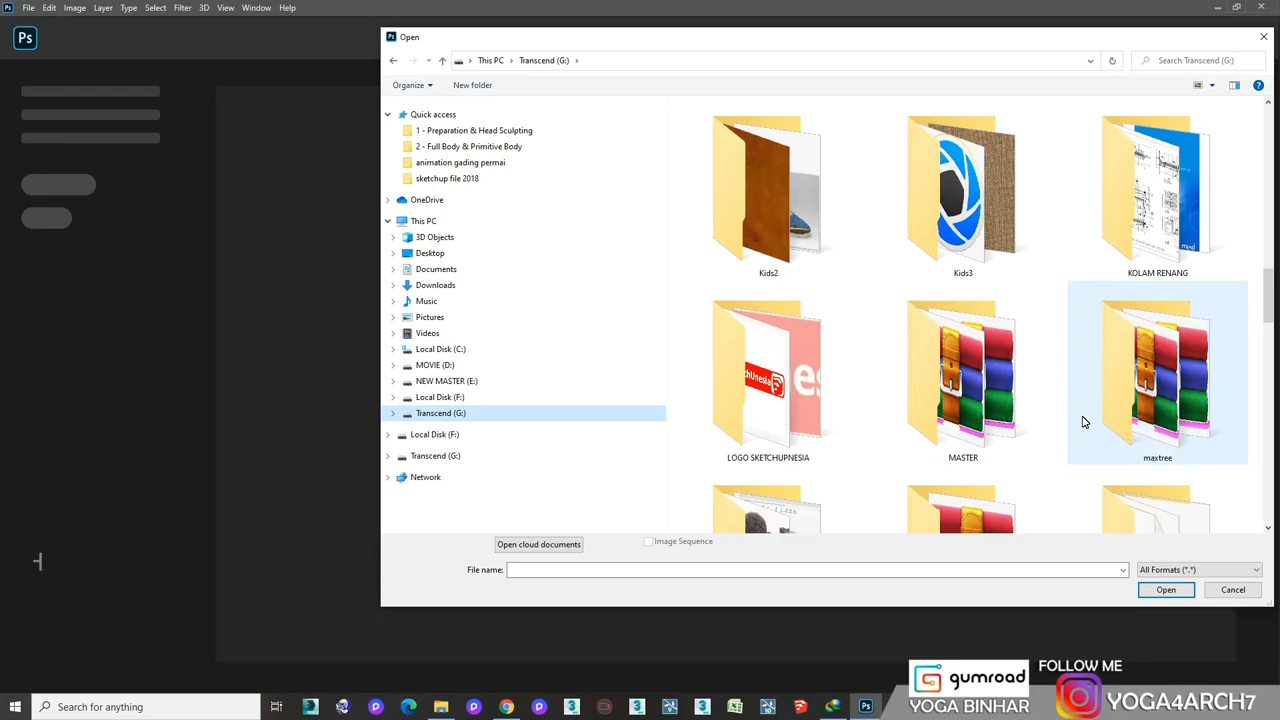 File Edit Image Layer Type Select Filter 3D View Window Help
Ps
Open
This PC Transcend (G:)
Search Transcend (G:)
Organize New folder
Quick access
1 - Preparation & Head Sculpting
2 - Full Body & Primitive Body
animation gading permai
sketchup file 2018
OneDrive
This PC
3D Objects
Desktop
Documents
Downloads
Music
Pictures
Videos
Local Disk (C:)
MOVIE (D:)
NEW MASTER (E:)
Local Disk (F:)
Transcend (G:)
Local Disk (F:)
Transcend (G:)
Network
mind
Kids2 Kids3 KOLAM RENANG
LOGO SKETCHUPNESIA MASTER maxtree
Open cloud documents
Image Sequence
File name:
All Formats (*.*)
Open Cancel
gumroad
YOGA BINHAR
FOLLOW ME
YOGA4ARCH7
Search for anything